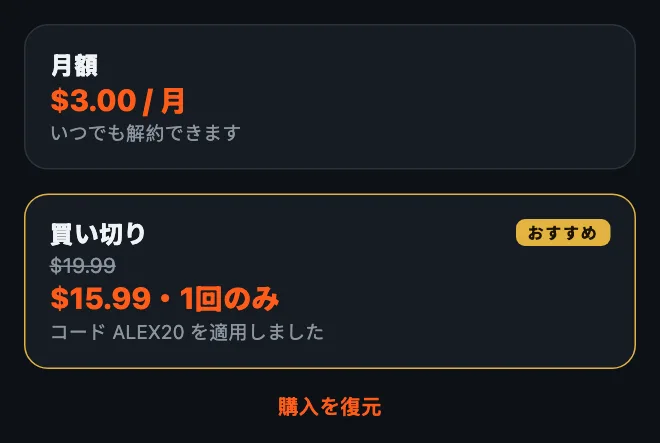 月額
$3.00 / 月
いつでも解約できます
買い切り
おすすめ
$19.99
$15.99・1回のみ
コード ALEX20 を適用しました
購入を復元